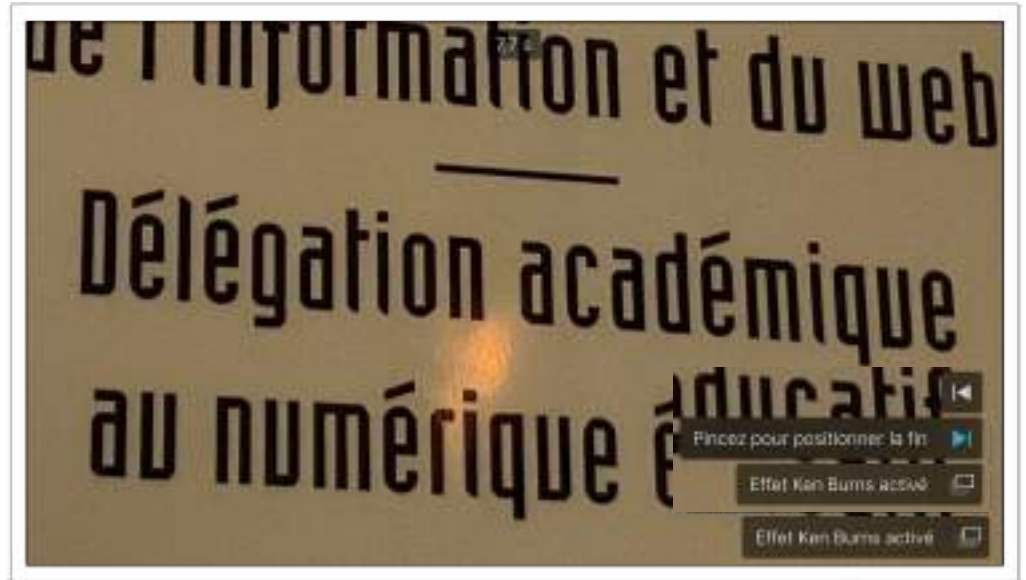 de l'information et du web
Délégation académique
au numérique éducatif
Pincez pour positionner la fin
Effet Ken Burns activé
Effet Ken Burns activé